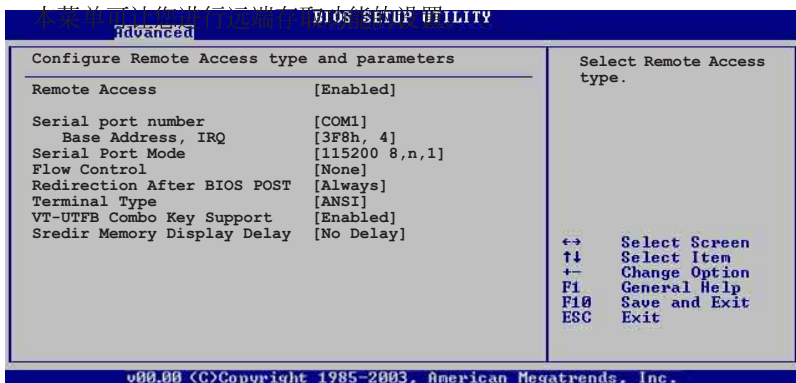 本菜单可让您进行远端存取功能的设置。
BIOS SETUP UTILITY
Advanced
Configure Remote Access type and parameters
Remote Access [Enabled]
Serial port number [COM1]
Base Address, IRQ [3F8h, 4]
Serial Port Mode [115200 8,n,1]
Flow Control [None]
Redirection After BIOS POST [Always]
Terminal Type [ANSI]
VT-UTFB Combo Key Support [Enabled]
Sredir Memory Display Delay [No Delay]
Select Remote Access
type.
↔ Select Screen
↑↓ Select Item
+- Change Option
F1 General Help
F10 Save and Exit
ESC Exit
v00.00 (C)Copyright 1985-2003, American Megatrends, Inc.